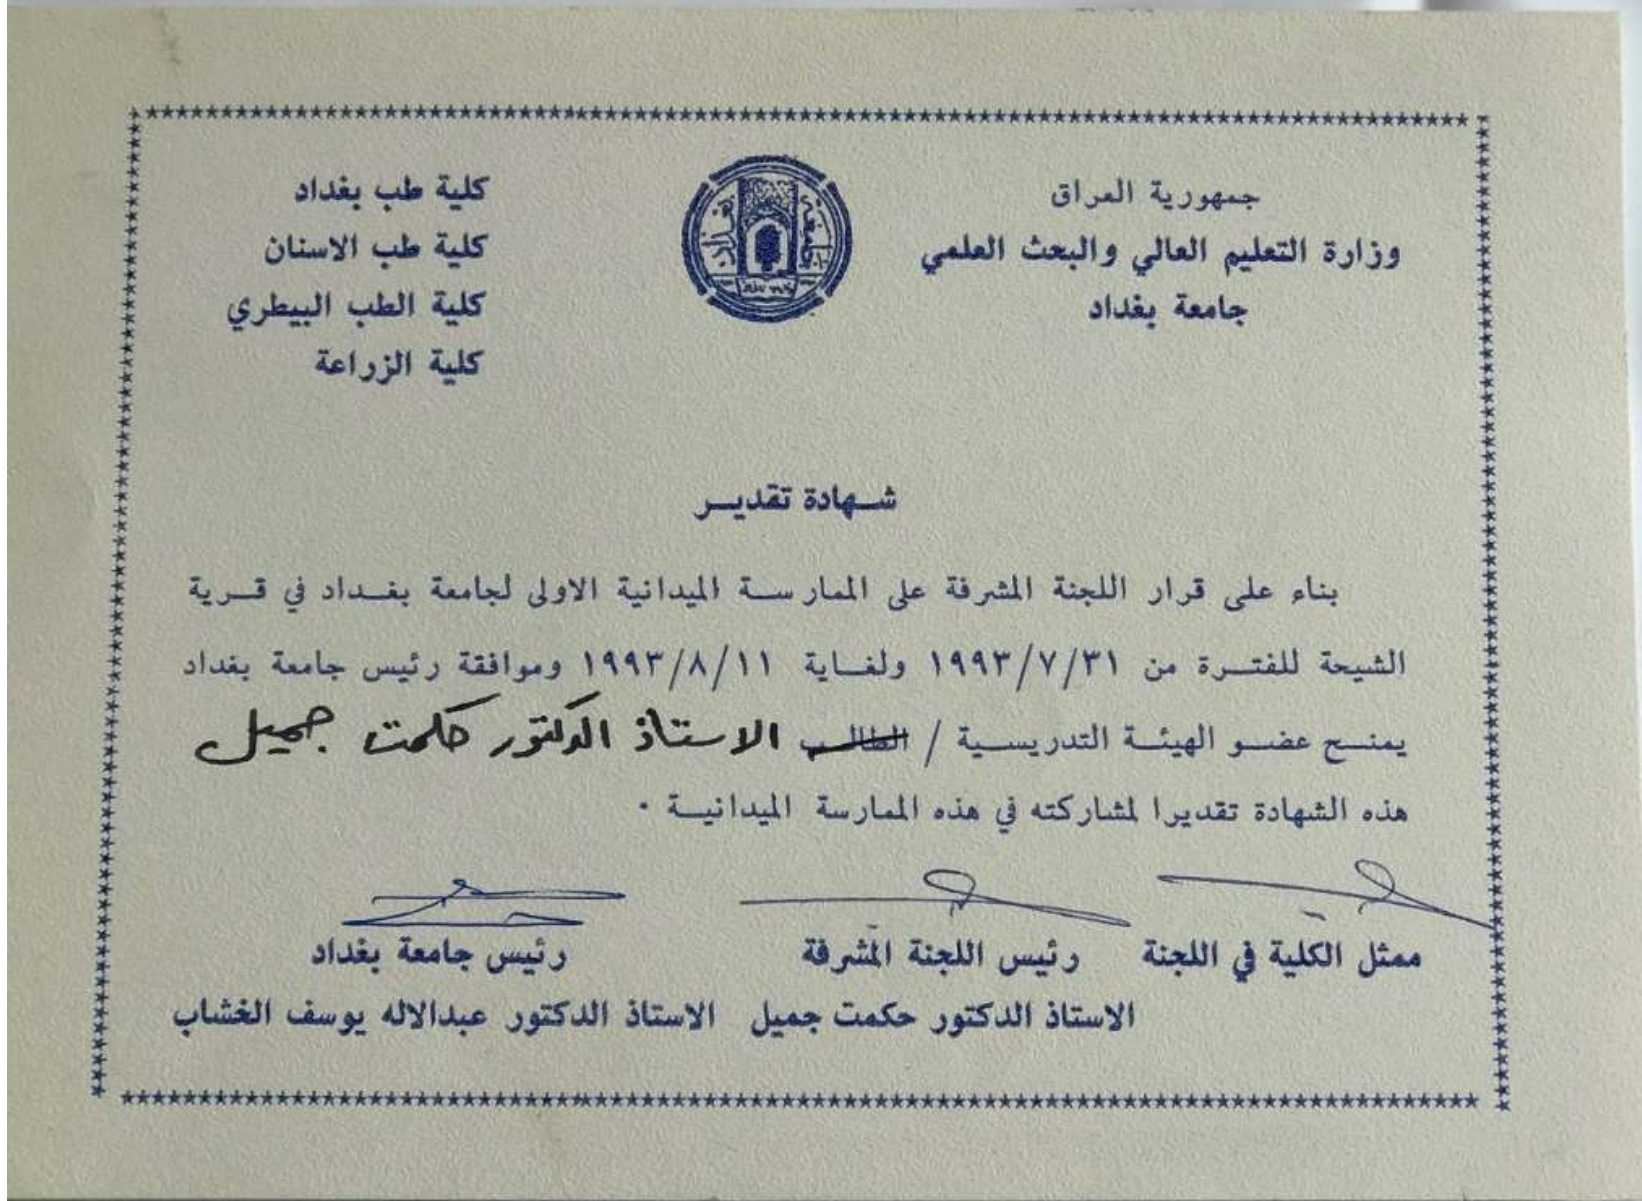 جمهورية العراق
وزارة التعليم العالي والبحث العلمي
جامعة بغداد
جامعة بغداد
كلية طب بغداد
كلية طب الاسنان
كلية الطب البيطري
كلية الزراعة
شهادة تقدير
بناء على قرار اللجنة المشرفة على الممارسة الميدانية الاولى لجامعة بغداد في قرية
الشيحة للفترة من ١٩٩٣/٧/٣١ ولغاية ١٩٩٣/٨/١١ وموافقة رئيس جامعة بغداد
يمنح عضو الهيئة التدريسية / الطالب الاستاذ الدكتور حكمت جميل
هذه الشهادة تقديرا لمشاركته في هذه الممارسة الميدانية .
ممثل الكلية في اللجنة رئيس اللجنة المشرفة رئيس جامعة بغداد
الاستاذ الدكتور حكمت جميل الاستاذ الدكتور عبدالاله يوسف الخشاب